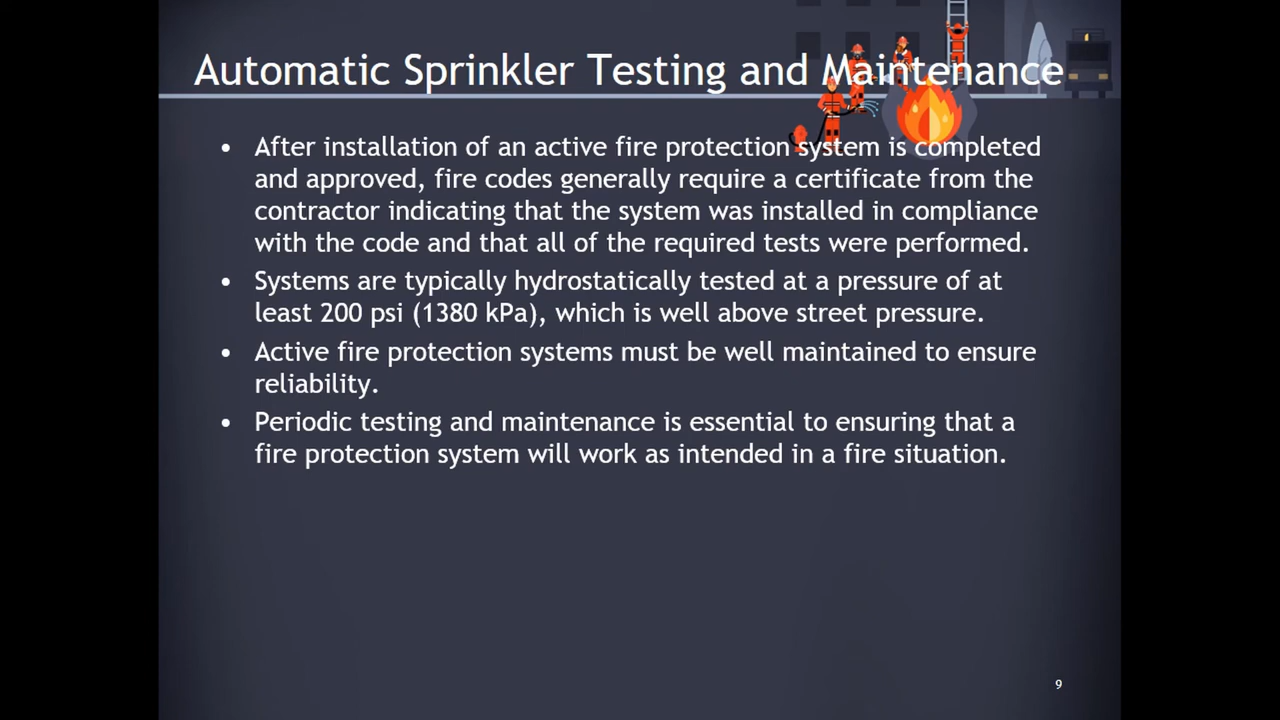 Automatic Sprinkler Testing and Maintenance
• After installation of an active fire protection system is completed
and approved, fire codes generally require a certificate from the
contractor indicating that the system was installed in compliance
with the code and that all of the required tests were performed.
• Systems are typically hydrostatically tested at a pressure of at
least 200 psi (1380 kPa), which is well above street pressure.
• Active fire protection systems must be well maintained to ensure
reliability.
• Periodic testing and maintenance is essential to ensuring that a
fire protection system will work as intended in a fire situation.
9